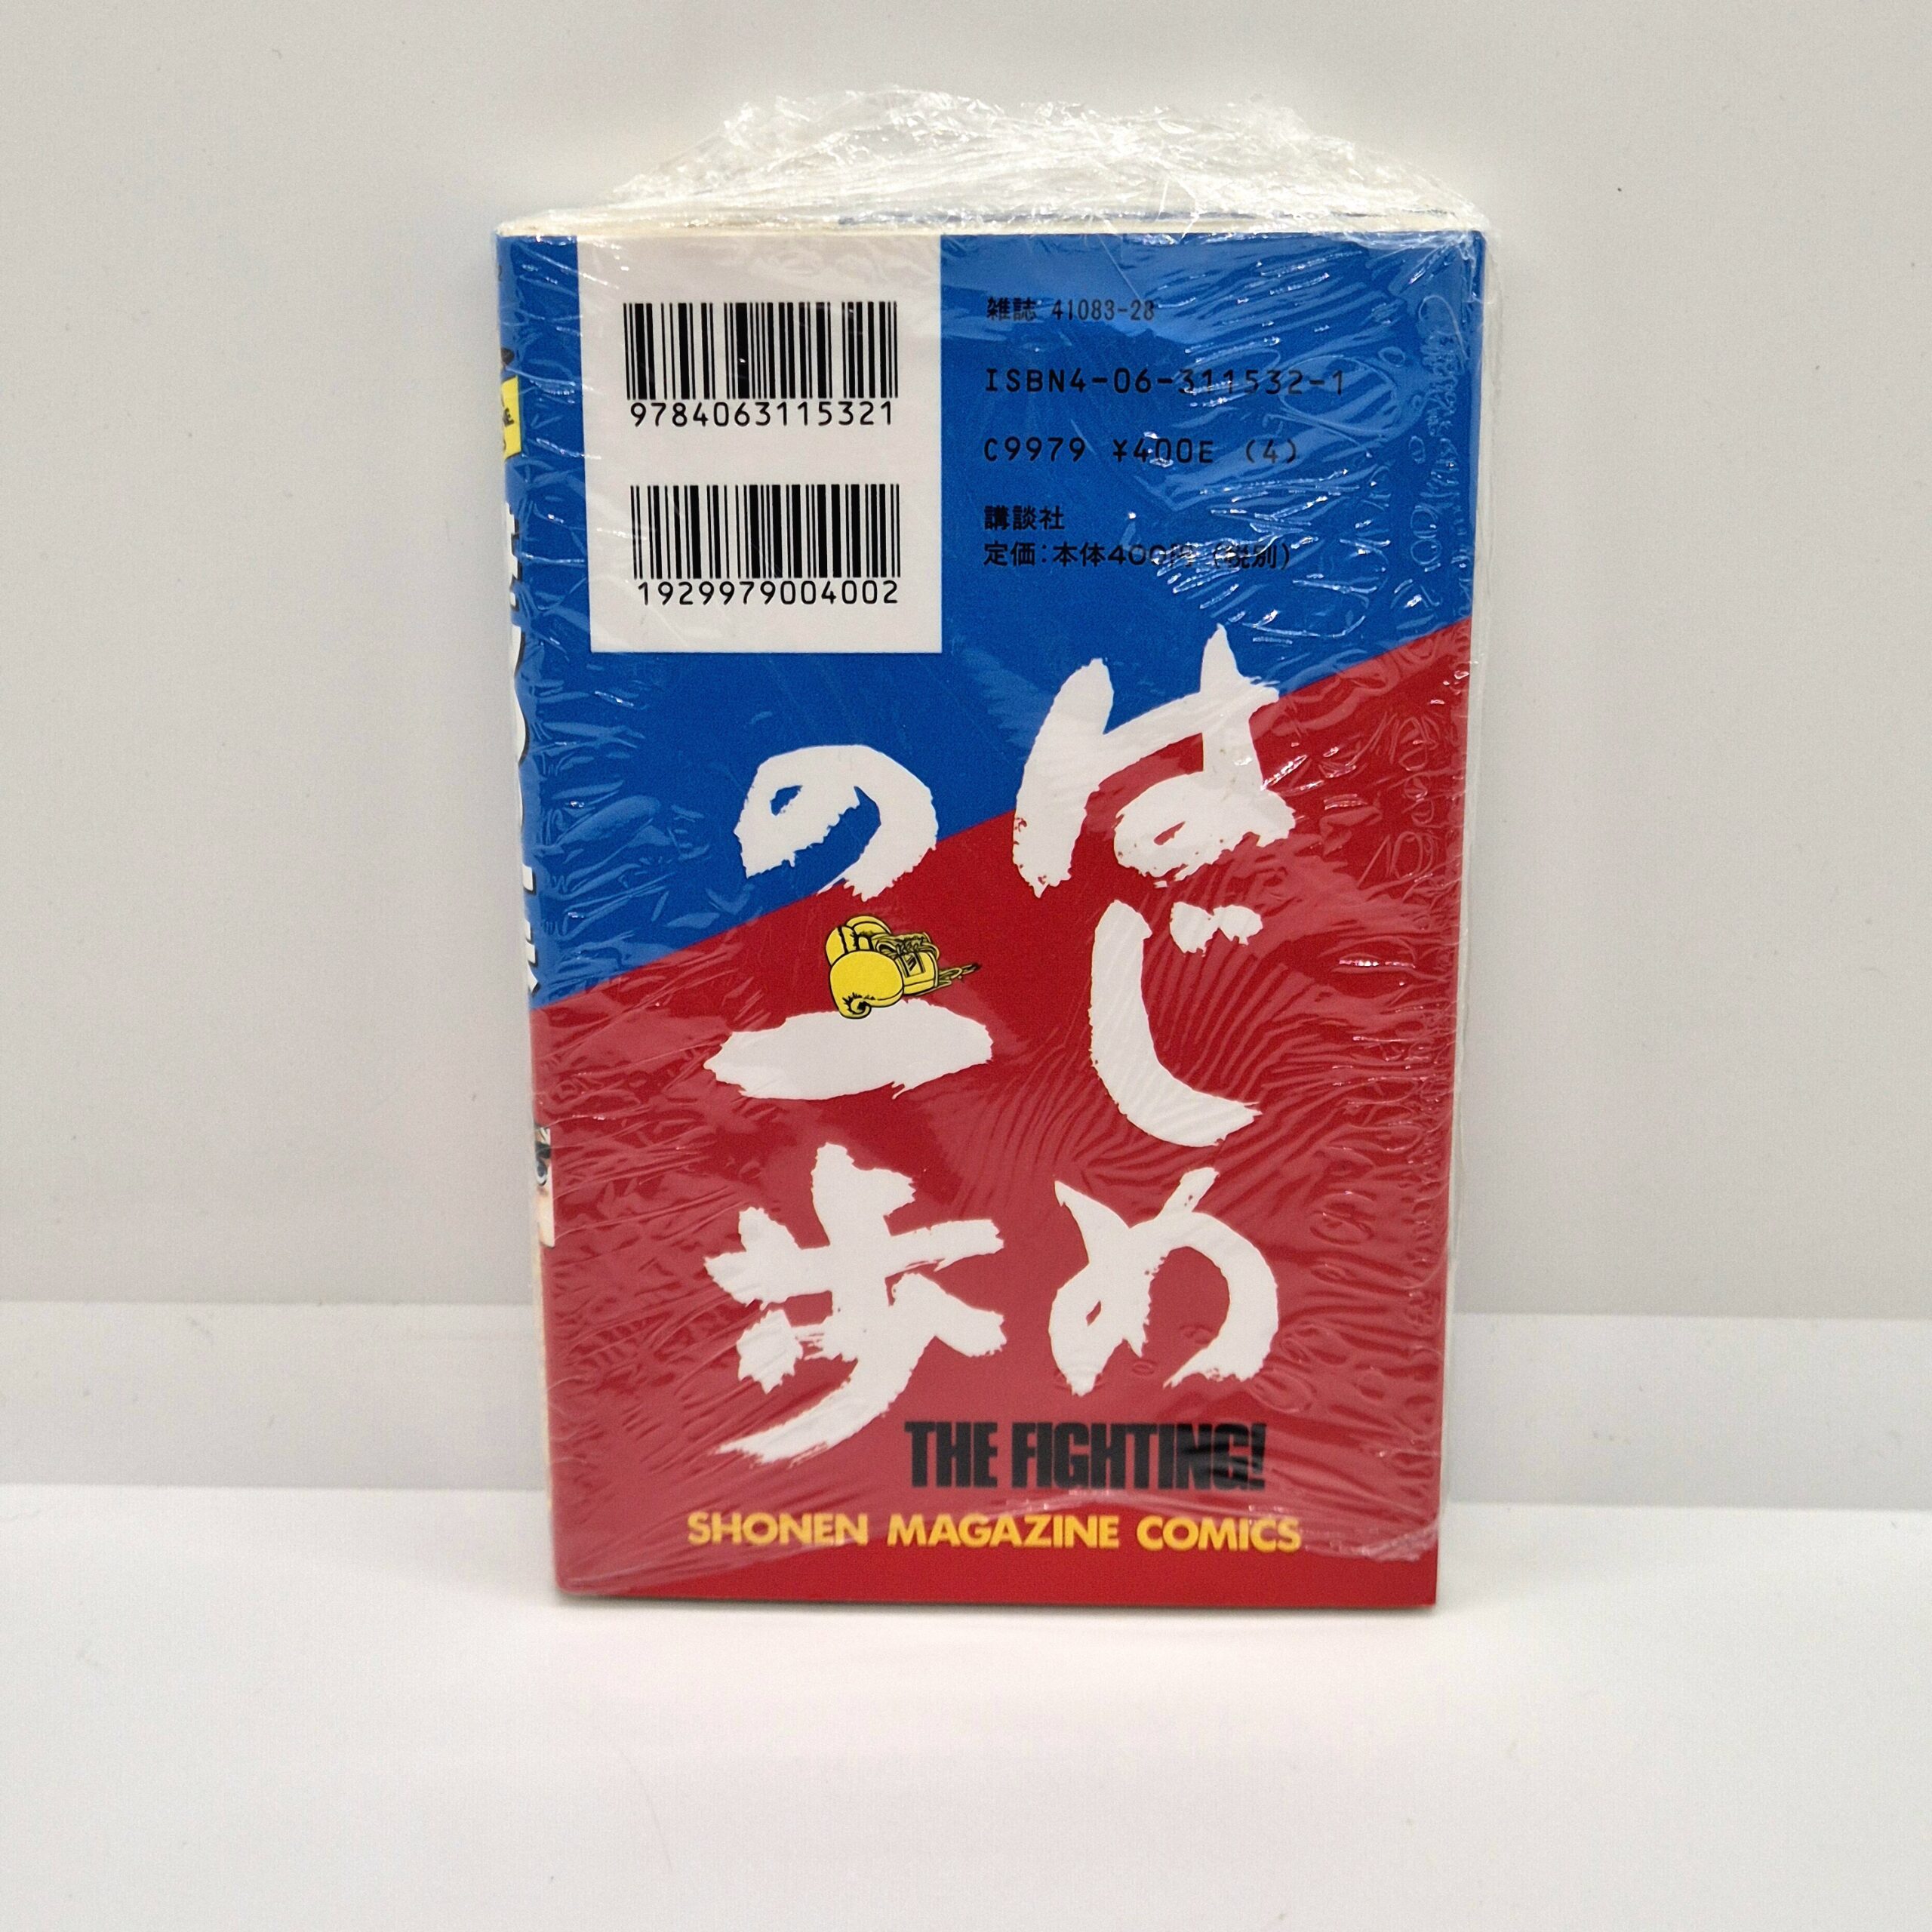 9784063115321
1929979004002
雑誌 41083-28
ISBN4-06-311532-1
C9979 ¥400E (4)
講談社
定価:本体400円(税別)
はじめ
の一歩
THE FIGHTING!
SHONEN MAGAZINE COMICS